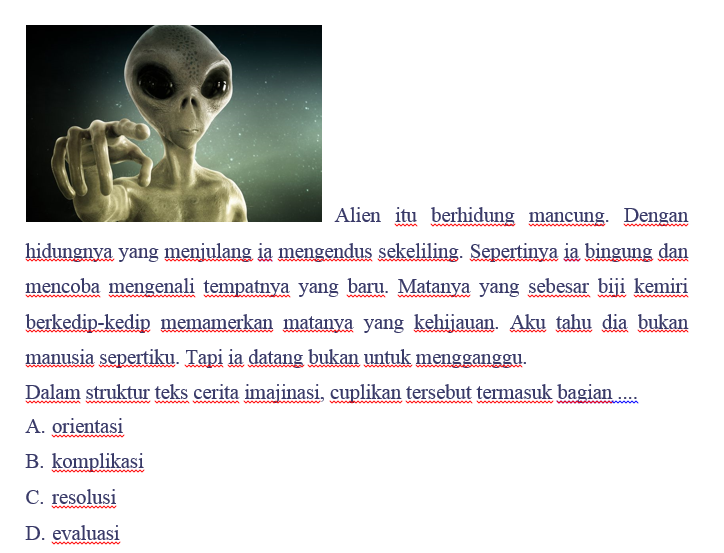 Alien itu berhidung mancung. Dengan
hidungnya yang menjulang ia mengendus sekeliling. Sepertinya ia bingung dan
mencoba mengenali tempatnya yang baru. Matanya yang sebesar biji kemiri
berkedip-kedip memamerkan matanya yang kehijauan. Aku tahu dia bukan
manusia sepertiku. Tapi ia datang bukan untuk mengganggu.
Dalam struktur teks cerita imajinasi, cuplikan tersebut termasuk bagian ....
A. orientasi
B. komplikasi
C. resolusi
D. evaluasi